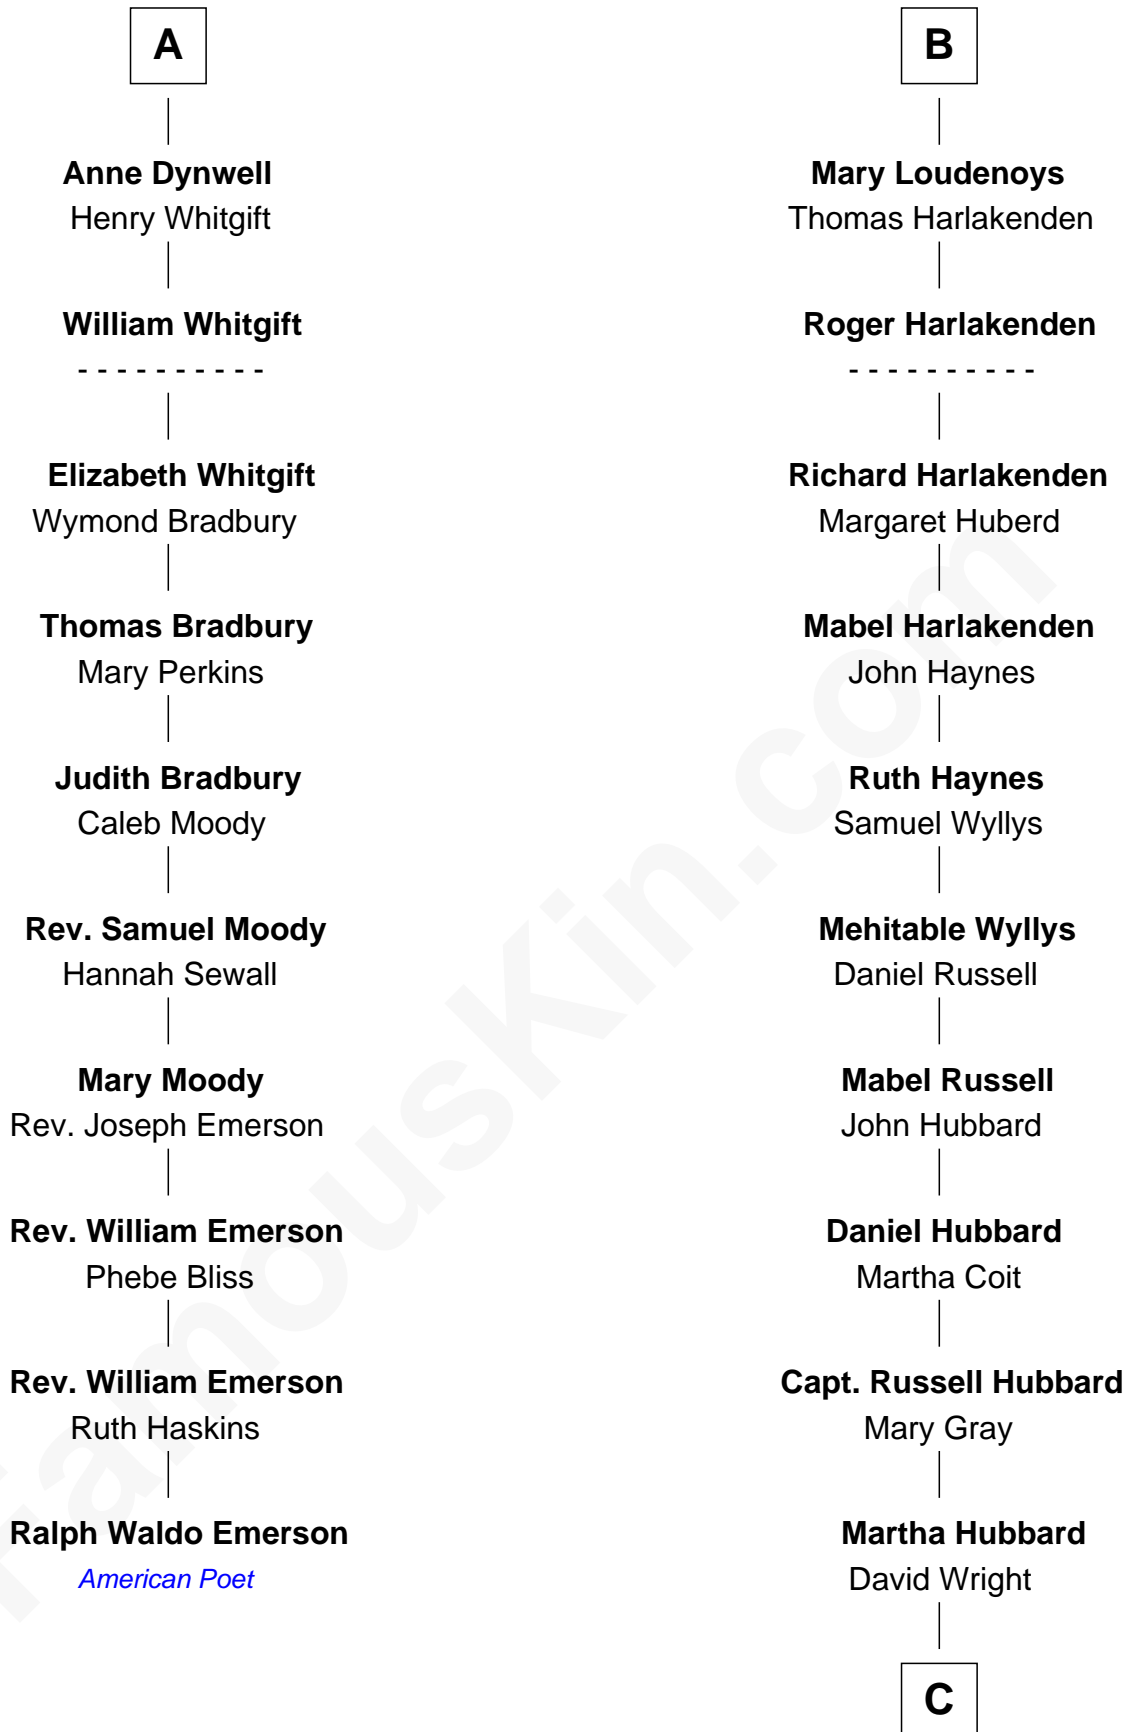 A
Anne Dynwell
Henry Whitgift
William Whitgift
- - - - - - - - - -
Elizabeth Whitgift
Wymond Bradbury
Thomas Bradbury
Mary Perkins
Judith Bradbury
Caleb Moody
Rev. Samuel Moody
Hannah Sewall
Mary Moody
Rev. Joseph Emerson
Rev. William Emerson
Phebe Bliss
Rev. William Emerson
Ruth Haskins
Ralph Waldo Emerson
American Poet
B
Mary Loudenoys
Thomas Harlakenden
Roger Harlakenden
- - - - - - - - - -
Richard Harlakenden
Margaret Huberd
Mabel Harlakenden
John Haynes
Ruth Haynes
Samuel Wyllys
Mehitable Wyllys
Daniel Russell
Mabel Russell
John Hubbard
Daniel Hubbard
Martha Coit
Capt. Russell Hubbard
Mary Gray
Martha Hubbard
David Wright
C
FamousKin.com